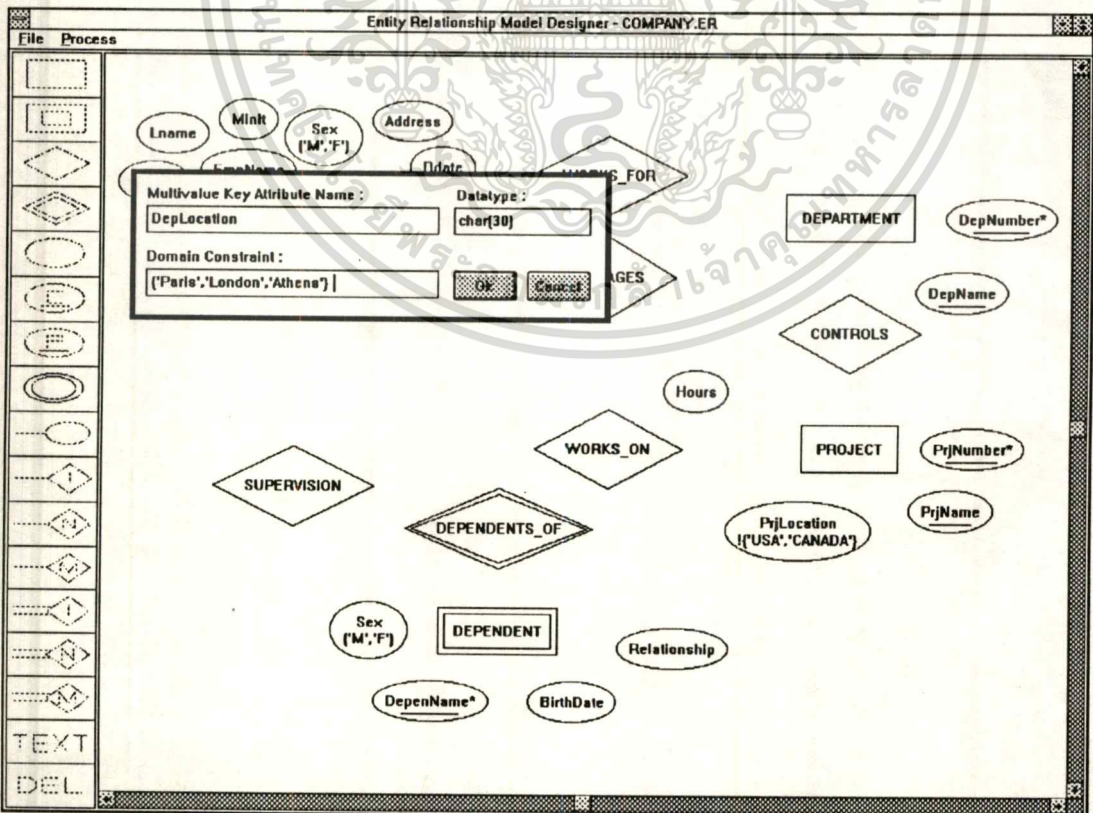 Entity Relationship Model Designer - COMPANY.ER
File Process
Lname
Minit
Sex
{'M','F'}
Address
Multivalue Key Attribute Name :
Datatype :
DepLocation
char[30]
Domain Constraint :
{'Paris','London','Athens'}
Ok
Cancel
DEPARTMENT
DepNumber*
DepName
CONTROLS
Hours
WORKS_ON
PROJECT
PrjNumber*
PrjName
PrjLocation
!{'USA','CANADA'}
SUPERVISION
DEPENDENTS_OF
Sex
{'M','F'}
DEPENDENT
Relationship
DepenName*
BirthDate
1
N
M
1
N
M
TEXT
DEL